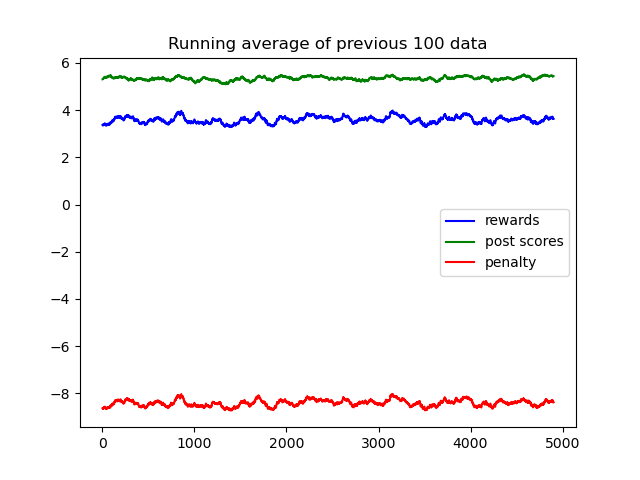 Running average of previous 100 data
6
4
2
0
−2
−4
−6
−8
rewards
post scores
penalty
0 1000 2000 3000 4000 5000